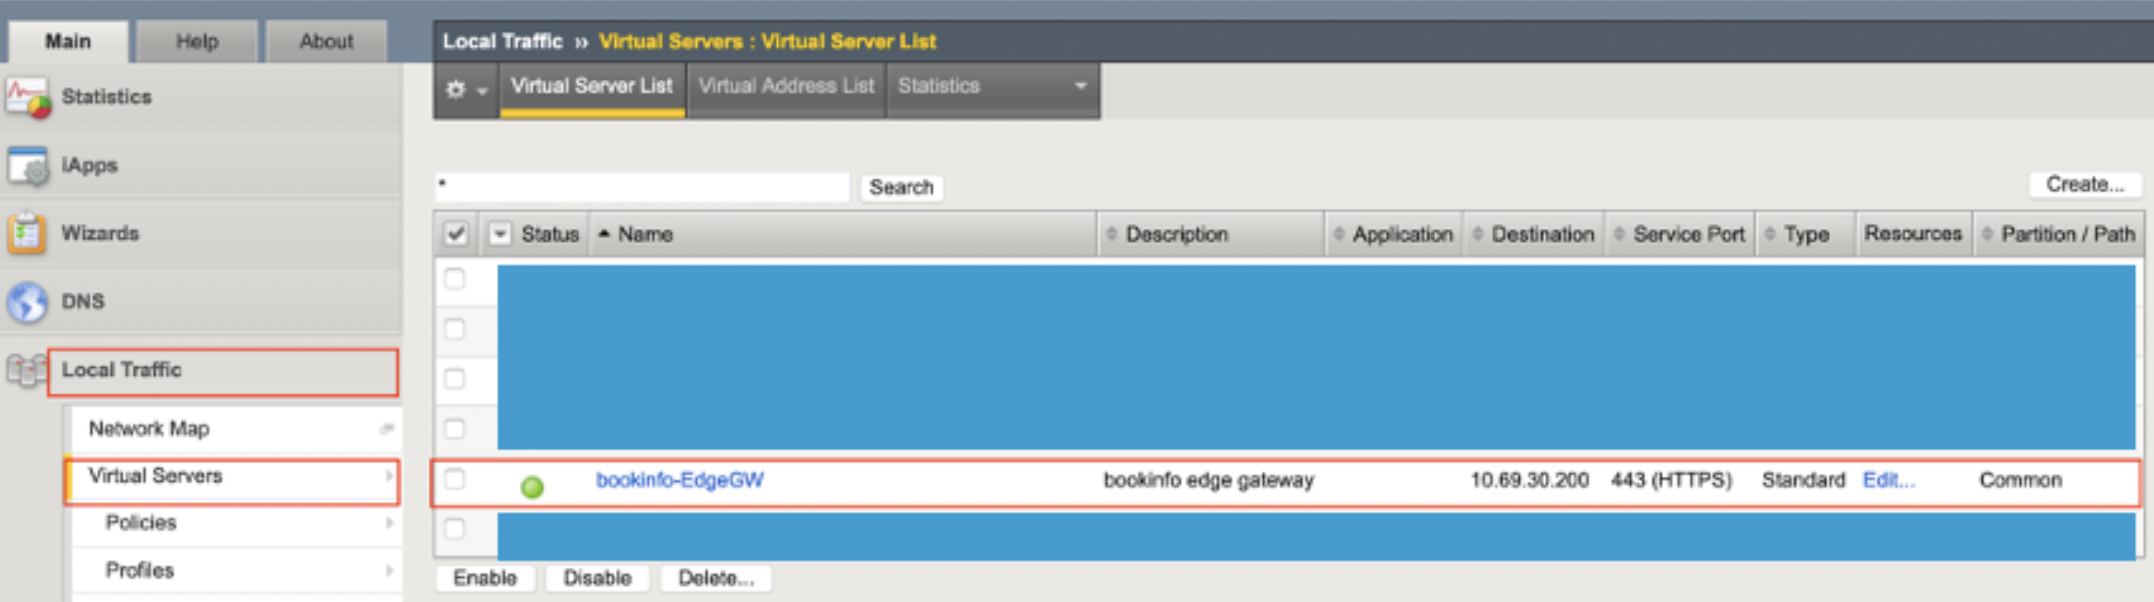 Main Help About
Local Traffic » Virtual Servers : Virtual Server List
Virtual Server List Virtual Address List Statistics
Statistics
iApps
Wizards
DNS
Local Traffic
Network Map
Virtual Servers
Policies
Profiles
* Search Create...
Status Name Description Application Destination Service Port Type Resources Partition / Path
bookinfo-EdgeGW bookinfo edge gateway 10.69.30.200 443 (HTTPS) Standard Edit... Common
Enable Disable Delete...